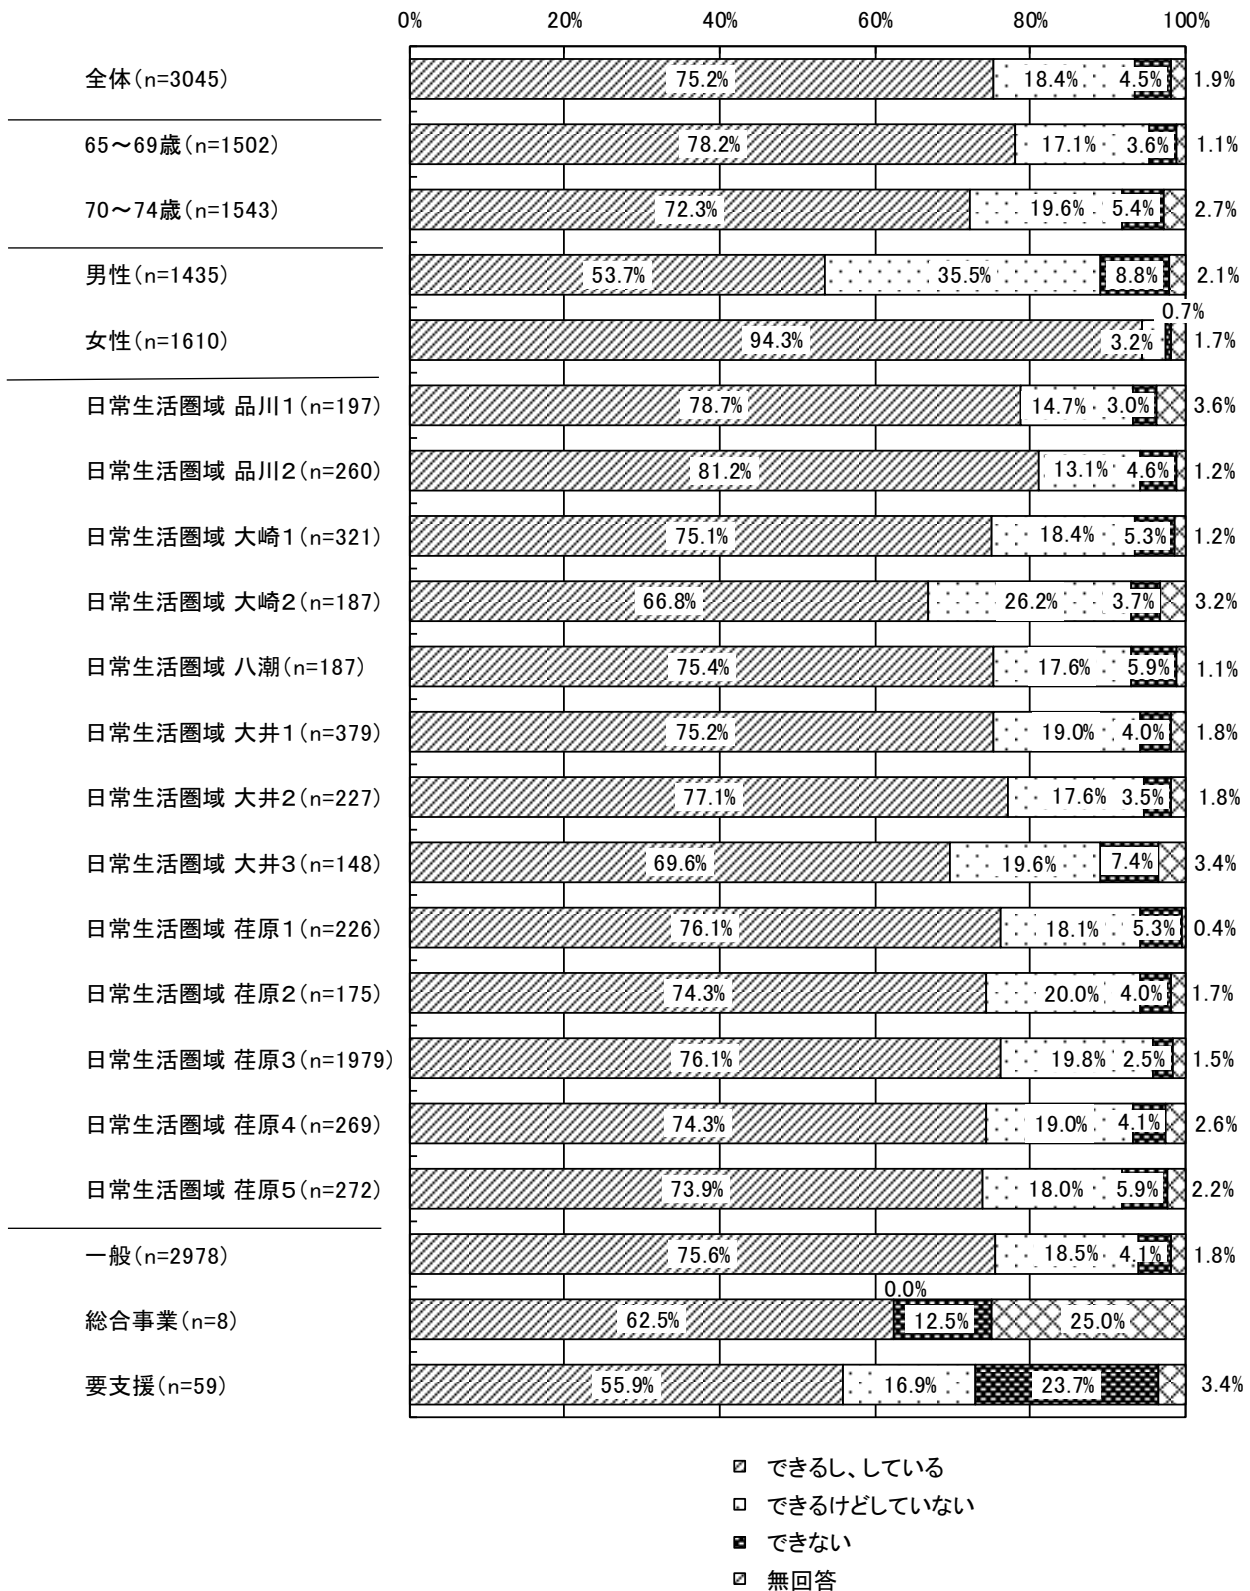 0% 20% 40% 60% 80% 100%
全体(n=3045) 75.2% 18.4% 4.5% 1.9%
65～69歳(n=1502) 78.2% 17.1% 3.6% 1.1%
70～74歳(n=1543) 72.3% 19.6% 5.4% 2.7%
男性(n=1435) 53.7% 35.5% 8.8% 2.1%
0.7%
女性(n=1610) 94.3% 3.2% 1.7%
日常生活圏域 品川1(n=197) 78.7% 14.7% 3.0% 3.6%
日常生活圏域 品川2(n=260) 81.2% 13.1% 4.6% 1.2%
日常生活圏域 大崎1(n=321) 75.1% 18.4% 5.3% 1.2%
日常生活圏域 大崎2(n=187) 66.8% 26.2% 3.7% 3.2%
日常生活圏域 八潮(n=187) 75.4% 17.6% 5.9% 1.1%
日常生活圏域 大井1(n=379) 75.2% 19.0% 4.0% 1.8%
日常生活圏域 大井2(n=227) 77.1% 17.6% 3.5% 1.8%
日常生活圏域 大井3(n=148) 69.6% 19.6% 7.4% 3.4%
日常生活圏域 荏原1(n=226) 76.1% 18.1% 5.3% 0.4%
日常生活圏域 荏原2(n=175) 74.3% 20.0% 4.0% 1.7%
日常生活圏域 荏原3(n=1979) 76.1% 19.8% 2.5% 1.5%
日常生活圏域 荏原4(n=269) 74.3% 19.0% 4.1% 2.6%
日常生活圏域 荏原5(n=272) 73.9% 18.0% 5.9% 2.2%
一般(n=2978) 75.6% 18.5% 4.1% 1.8%
0.0%
総合事業(n=8) 62.5% 12.5% 25.0%
要支援(n=59) 55.9% 16.9% 23.7% 3.4%
できるし、している
できるけどしていない
できない
無回答